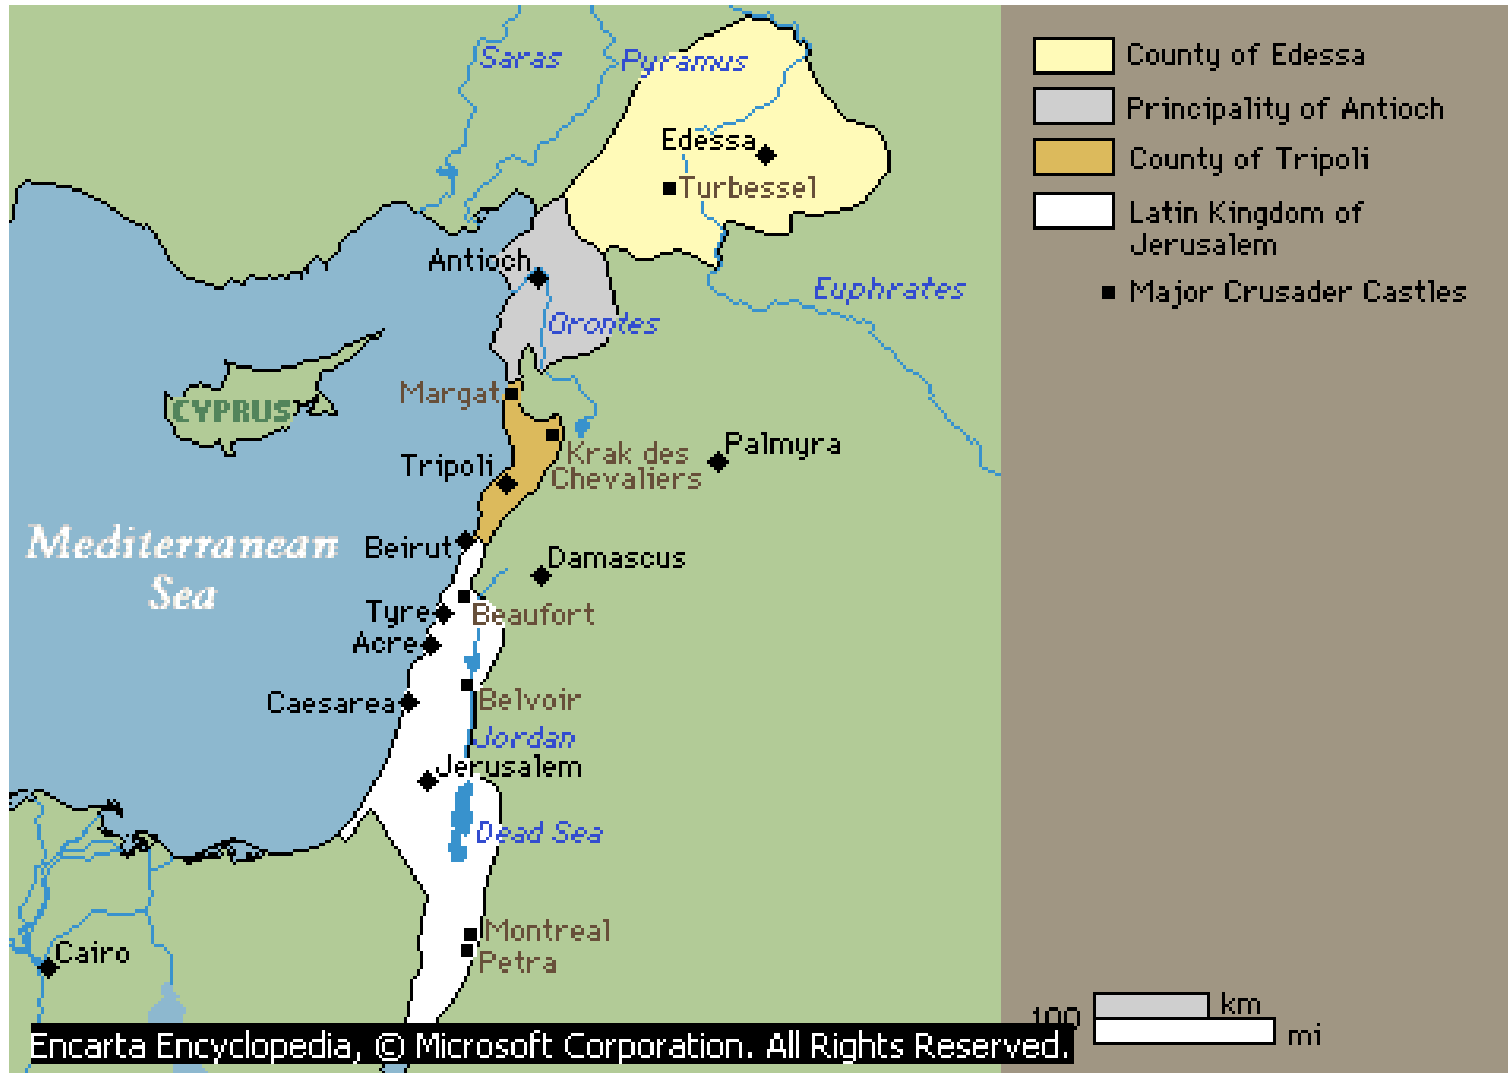 Saras
Pyramus
Edessa
Turbessel
Antioch
Euphrates
Orontes
Margat
CYPRUS
Krak des
Chevaliers
Palmyra
Tripoli
Mediterranean
Sea
Beirut
Damascus
Tyre
Beaufort
Acre
Belvoir
Caesarea
Jordan
Jerusalem
Dead Sea
Montreal
Petra
Cairo
County of Edessa
Principality of Antioch
County of Tripoli
Latin Kingdom of
Jerusalem
Major Crusader Castles
100
km
mi
Encarta Encyclopedia, © Microsoft Corporation. All Rights Reserved.